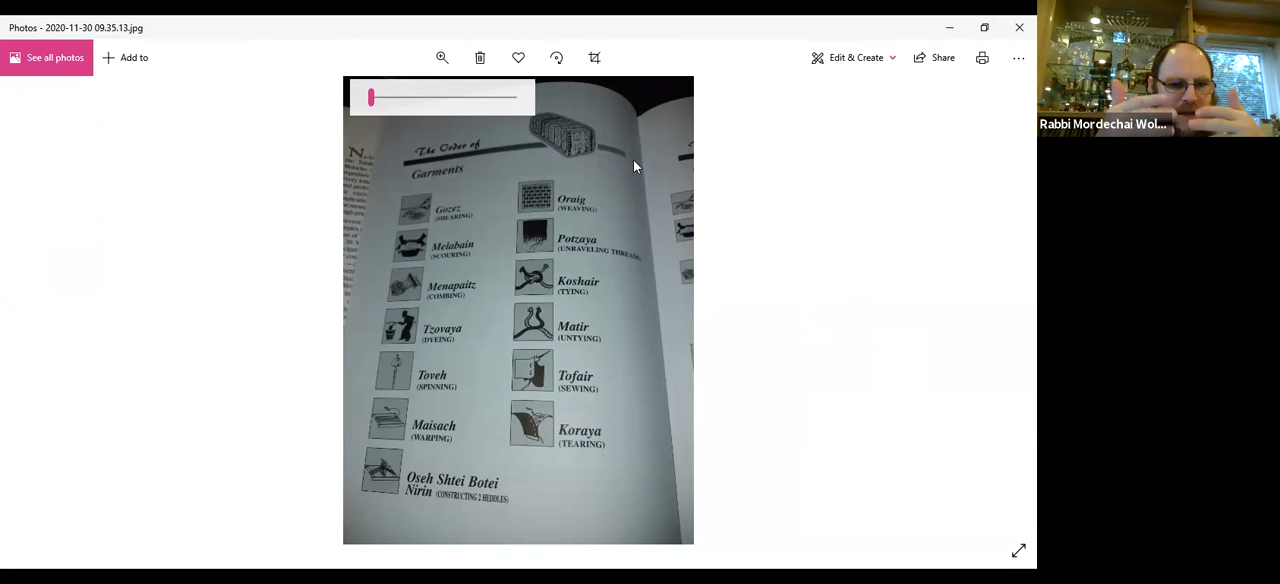 Photos - 2020-11-30 09.35.13.jpg
See all photos
Add to
Edit & Create
Share
Rabbi Mordechai Wol...
The Order of
Garments
Gozez
(SHEARING)
Melabain
(SCOURING)
Menapaitz
(COMBING)
Tzovaya
(DYEING)
Toveh
(SPINNING)
Maisach
(WARPING)
Oseh Shtei Botei
Nirin (CONSTRUCTING 2 HEDDLES)
Oraig
(WEAVING)
Potzaya
(UNRAVELING THREADS)
Koshair
(TYING)
Matir
(UNTYING)
Tofair
(SEWING)
Koraya
(TEARING)